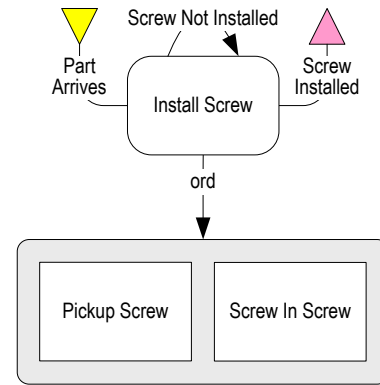 Screw Not Installed
Part
Arrives
Screw
Installed
Install Screw
ord
Pickup Screw
Screw In Screw